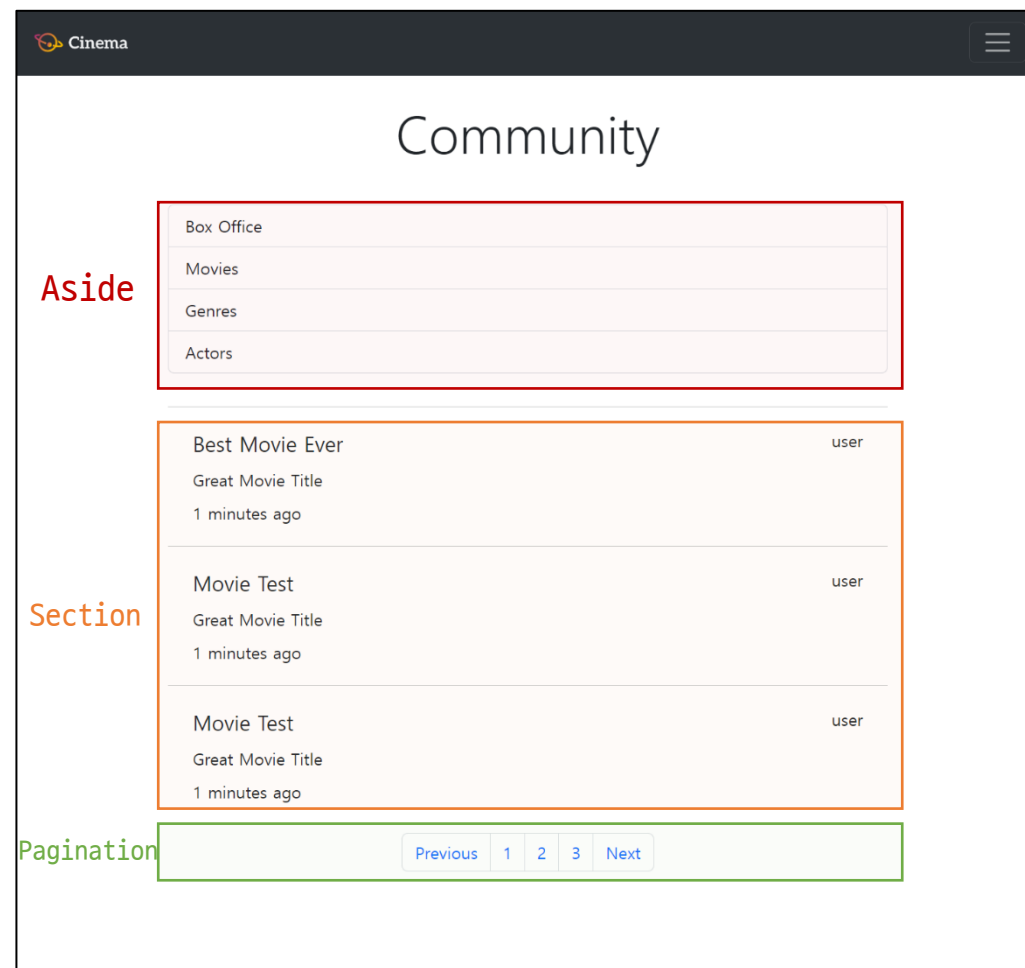 Cinema
Community
Aside
Box Office
Movies
Genres
Actors
Section
Best Movie Ever
user
Great Movie Title
1 minutes ago
Movie Test
user
Great Movie Title
1 minutes ago
Movie Test
user
Great Movie Title
1 minutes ago
Pagination
Previous 1 2 3 Next